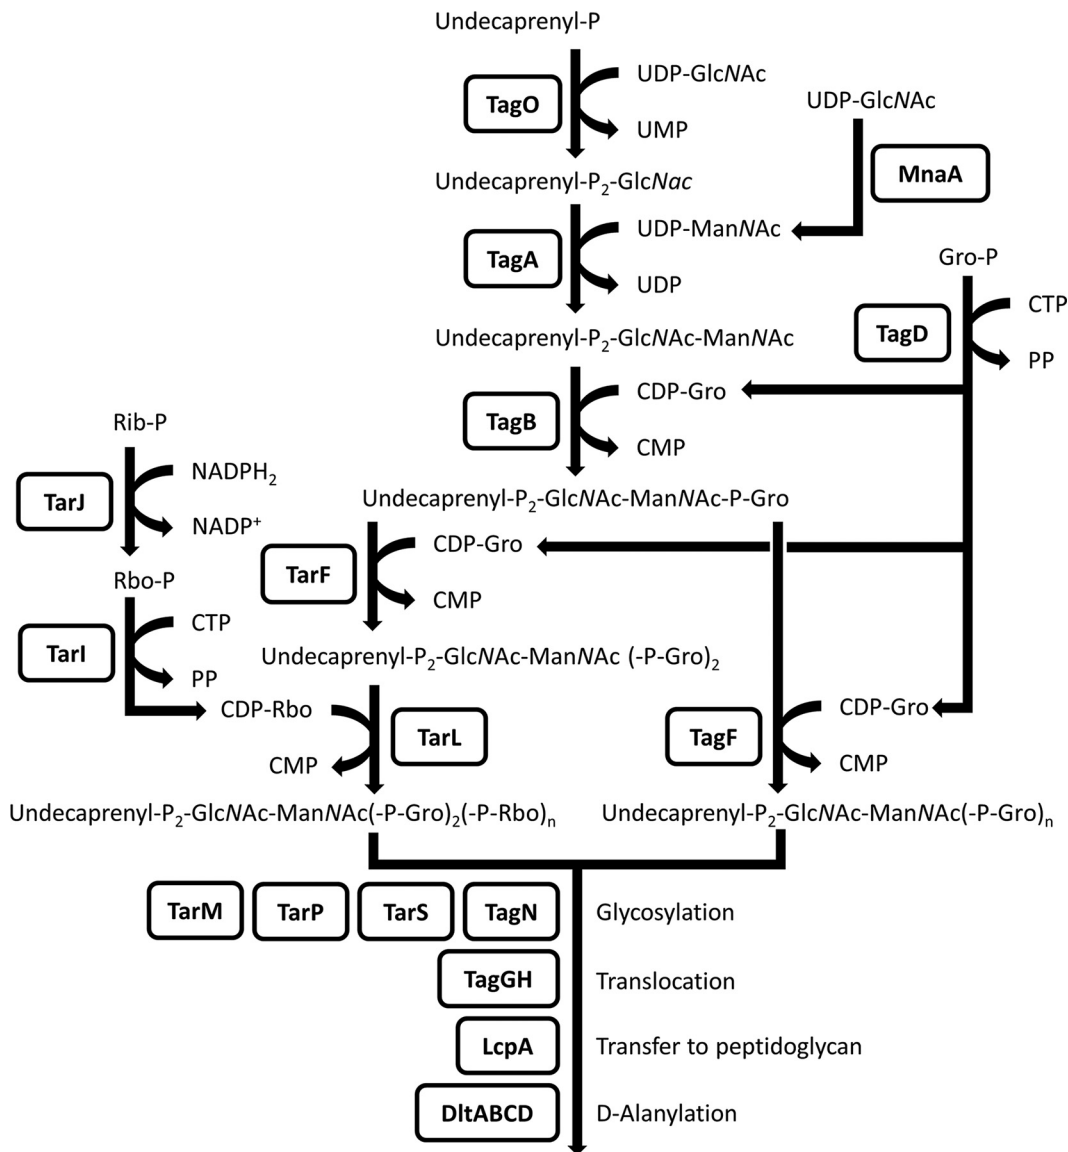 Undecaprenyl-P
UDP-GlcNAc
TagO
UDP-GlcNAc
UMP
MnaA
Undecaprenyl-P₂-GlcNac
UDP-ManNAc
TagA
Gro-P
UDP
CTP
TagD
Undecaprenyl-P₂-GlcNAc-ManNAc
PP
CDP-Gro
TagB
Rib-P
CMP
NADPH₂
TarJ
Undecaprenyl-P₂-GlcNAc-ManNAc-P-Gro
NADP⁺
CDP-Gro
TarF
Rbo-P
CMP
CTP
TarI
Undecaprenyl-P₂-GlcNAc-ManNAc (-P-Gro)₂
PP
CDP-Rbo
CDP-Gro
TarL
TagF
CMP
CMP
Undecaprenyl-P₂-GlcNAc-ManNAc(-P-Gro)₂(-P-Rbo)ₙ
Undecaprenyl-P₂-GlcNAc-ManNAc(-P-Gro)ₙ
TarM TarP TarS TagN Glycosylation
TagGH Translocation
LcpA Transfer to peptidoglycan
DltABCD D-Alanylation